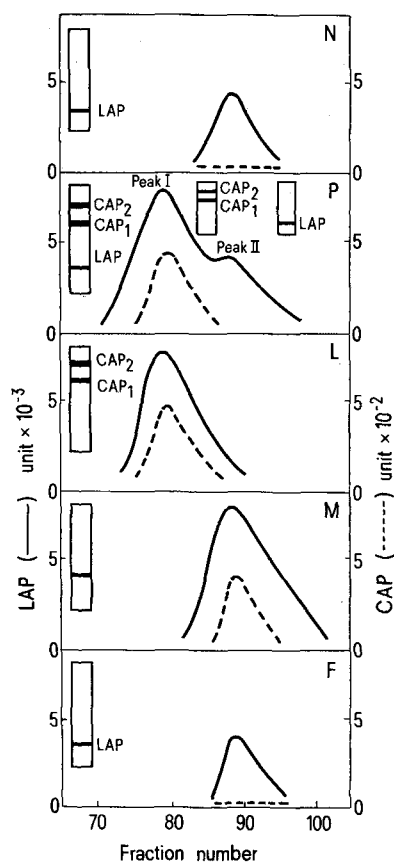 N
5
0
LAP
5
0
P
Peak I
CAP2
CAP1
LAP
CAP2
CAP1
LAP
Peak II
5
0
5
0
L
CAP2
CAP1
5
0
5
0
M
5
0
5
0
F
LAP
5
0
5
0
LAP (——) unit × 10⁻³
CAP (-----) unit × 10⁻²
70 80 90 100
Fraction number